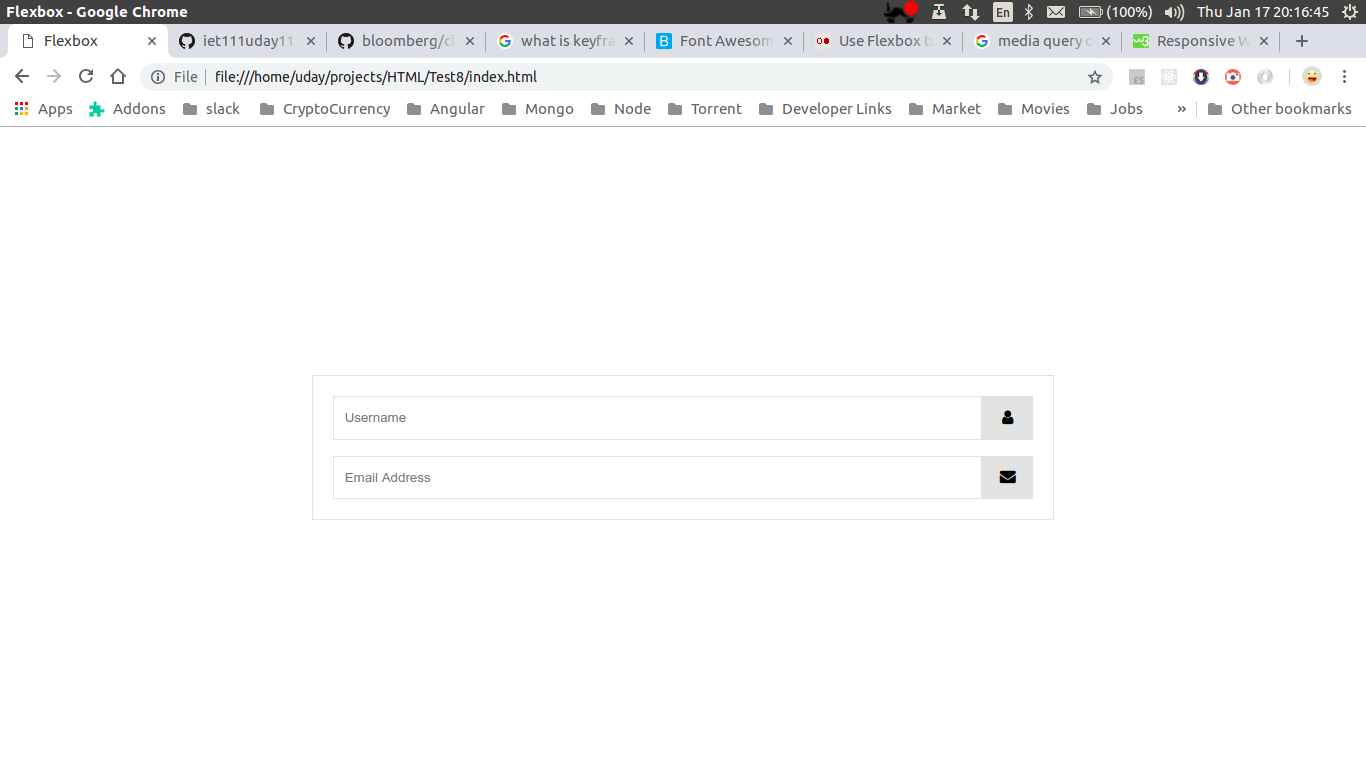 Flexbox - Google Chrome En (100%) Thu Jan 17 20:16:45
Flexbox iet111uday11 bloomberg/cl what is keyfra Font Awesom Use Flexbox t media query Responsive W
File file:///home/uday/projects/HTML/Test8/index.html ES
Apps Addons slack CryptoCurrency Angular Mongo Node Torrent Developer Links Market Movies Jobs » Other bookmarks
Username
Email Address